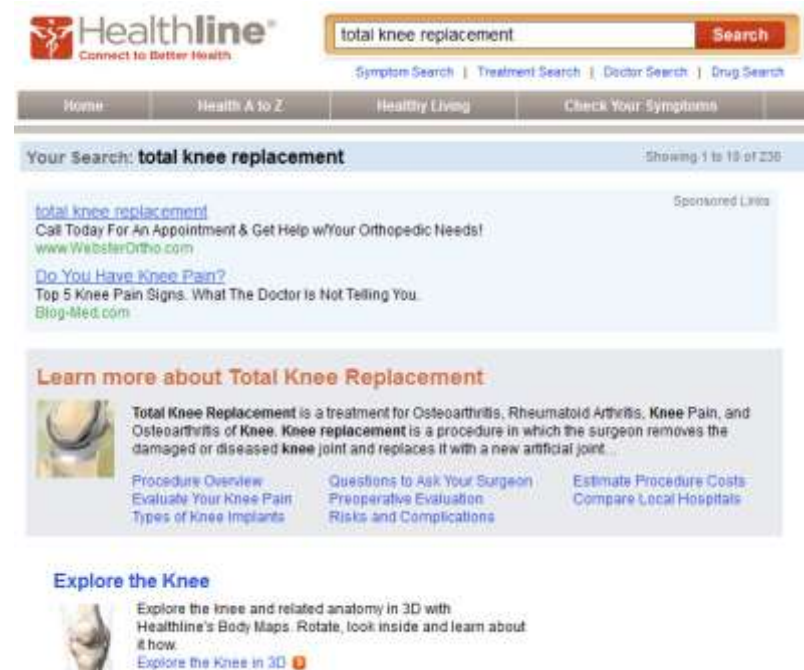 Healthline®
Connect to Better Health
total knee replacement
Search
Symptom Search | Treatment Search | Doctor Search | Drug Search
Home Health A to Z Healthy Living Check Your Symptoms
Your Search: total knee replacement
Showing 1 to 10 of 236
Sponsored Links
total knee replacement
Call Today For An Appointment & Get Help w/Your Orthopedic Needs!
www.WebsterOrtho.com
Do You Have Knee Pain?
Top 5 Knee Pain Signs. What The Doctor Is Not Telling You.
Blog-Med.com
Learn more about Total Knee Replacement
Total Knee Replacement is a treatment for Osteoarthritis, Rheumatoid Arthritis, Knee Pain, and
Osteoarthritis of Knee. Knee replacement is a procedure in which the surgeon removes the
damaged or diseased knee joint and replaces it with a new artificial joint...
Procedure Overview Questions to Ask Your Surgeon Estimate Procedure Costs
Evaluate Your Knee Pain Preoperative Evaluation Compare Local Hospitals
Types of Knee Implants Risks and Complications
Explore the Knee
Explore the knee and related anatomy in 3D with
Healthline's Body Maps. Rotate, look inside and learn about
it how.
Explore the Knee in 3D